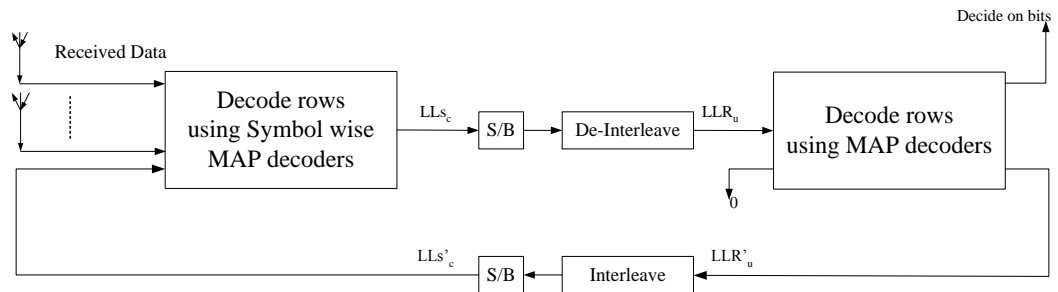 Decide on bits
Received Data
Decode rows
using Symbol wise
MAP decoders
LLs_c
S/B
De-Interleave
LLR_u
Decode rows
using MAP decoders
0
LLs'_c
S/B
Interleave
LLR'_u